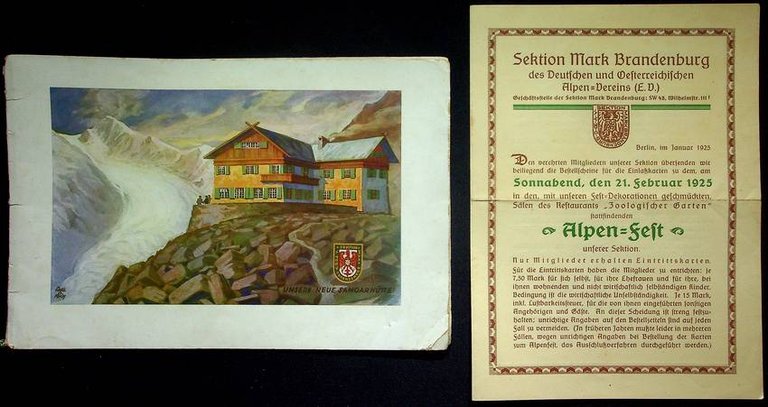 UNSERE NEUE SAMOARHÜTTE
Sektion Mark Brandenburg
des Deutschen und Oesterreichischen
Alpen=Vereins (E.V.)
Geschäftsstelle der Sektion Mark Brandenburg: SW 48, Wilhelmstr. 111
SEKTION
Berlin, im Januar 1925
Den verehrten Mitgliedern unserer Sektion übersenden wir
beiliegend die Bestellscheine für die Einlaßkarten zu dem, am
Sonnabend, den 21. Februar 1925
in den, mit unseren Fest-Dekorationen geschmückten,
Sälen des Restaurants „Zoologischer Garten“
stattfindenden
Alpen=Fest
unserer Sektion.
Nur Mitglieder erhalten Eintrittskarten.
Für die Eintrittskarten haben die Mitglieder zu entrichten: je
7,50 Mark für sich selbst, für ihre Ehefrauen und für ihre, bei
ihnen wohnenden und nicht wirtschaftlich selbständigen Kinder.
Bedingung ist die wirtschaftliche Unselbständigkeit. Je 15 Mark,
inkl. Luftbarkeitssteuer, für die von ihnen eingeführten sonstigen
Angehörigen und Gäste. An dieser Scheidung ist streng festzu-
halten; unrichtige Angaben auf den Bestellzetteln sind auf jeden
Fall zu vermeiden. (In früheren Jahren mußte leider in mehreren
Fällen, wegen unrichtigen Angaben bei Bestellung der Karten
zum Alpenfest, das Ausschlußverfahren durchgeführt werden.)